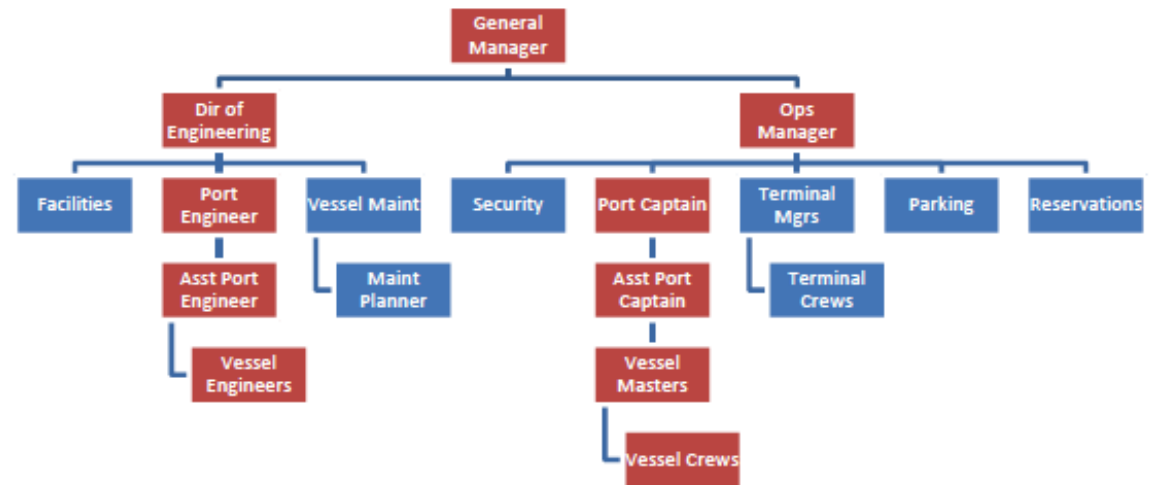 General
Manager
Dir of
Engineering
Ops
Manager
Facilities
Port
Engineer
Vessel Maint
Security
Port Captain
Terminal
Mgrs
Parking
Reservations
Asst Port
Engineer
Maint
Planner
Asst Port
Captain
Terminal
Crews
Vessel
Engineers
Vessel
Masters
Vessel Crews